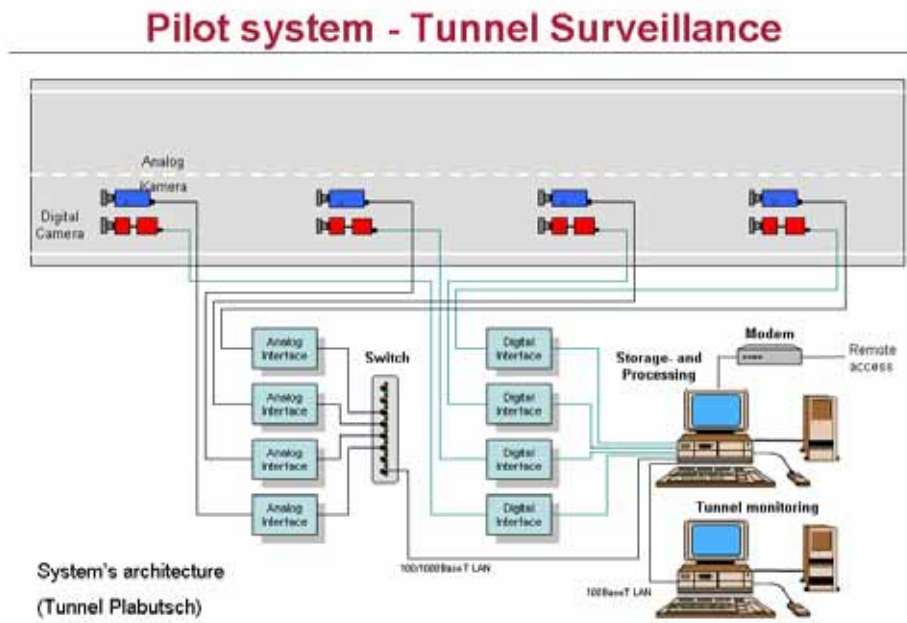 Pilot system - Tunnel Surveillance
Analog
Kamera
Digital
Camera
Analog
Interface
Analog
Interface
Analog
Interface
Analog
Interface
Switch
Digital
Interface
Digital
Interface
Digital
Interface
Digital
Interface
Storage- and
Processing
Modem
Remote
access
Tunnel monitoring
100/1000BaseT LAN
100BaseT LAN
System's architecture
(Tunnel Plabutsch)